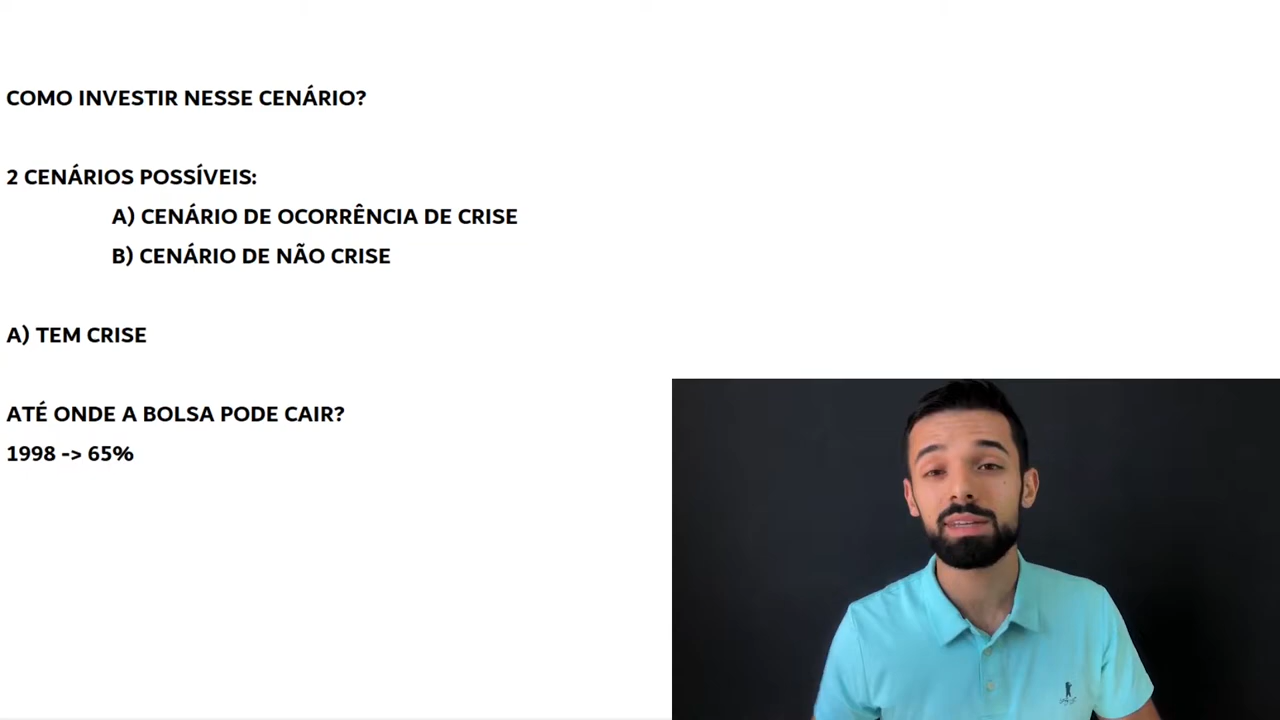 COMO INVESTIR NESSE CENÁRIO?
2 CENÁRIOS POSSÍVEIS:
A) CENÁRIO DE OCORRÊNCIA DE CRISE
B) CENÁRIO DE NÃO CRISE
A) TEM CRISE
ATÉ ONDE A BOLSA PODE CAIR?
1998 -> 65%